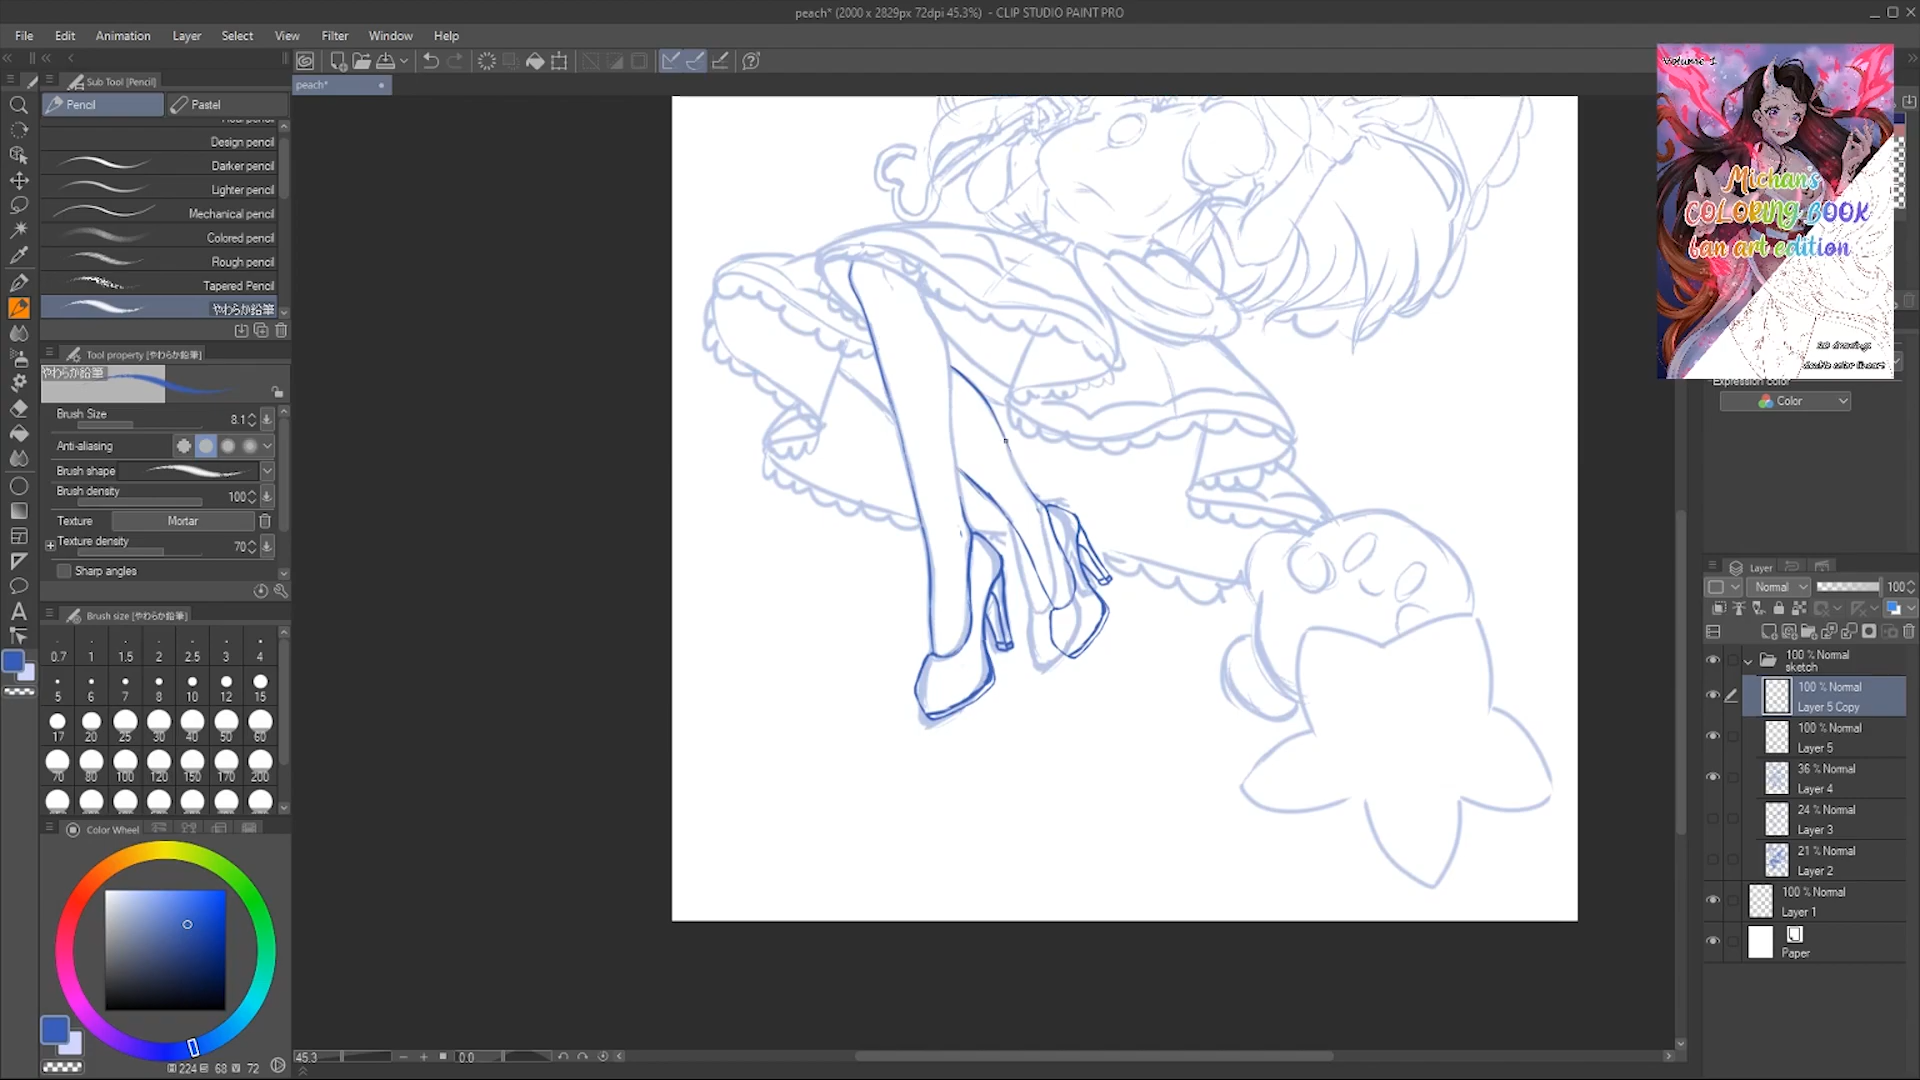 peach* (2000 x 2829px 72dpi 45.3%) - CLIP STUDIO PAINT PRO
File Edit Animation Layer Select View Filter Window Help
Sub Tool [Pencil]
peach*
Pencil Pastel
Design pencil
Darker pencil
Lighter pencil
Mechanical pencil
Colored pencil
Rough pencil
Tapered Pencil
やわらか鉛筆
Tool property [やわらか鉛筆]
やわらか鉛筆
Brush Size 8.1
Anti-aliasing
Brush shape
Brush density 100
Texture Mortar
Texture density 70
Sharp angles
Brush size [やわらか鉛筆]
0.7 1 1.5 2 2.5 3 4
5 6 7 8 10 12 15
17 20 25 30 40 50 60
70 80 100 120 150 170 200
Color Wheel
224 68 72
45.3
0.0
Volume 1
Michan's
COLORING BOOK
fan art edition
Expression color
Color
Layer
Normal 100
100 % Normal
sketch
100 % Normal
Layer 5 Copy
100 % Normal
Layer 5
36 % Normal
Layer 4
24 % Normal
Layer 3
21 % Normal
Layer 2
100 % Normal
Layer 1
Paper